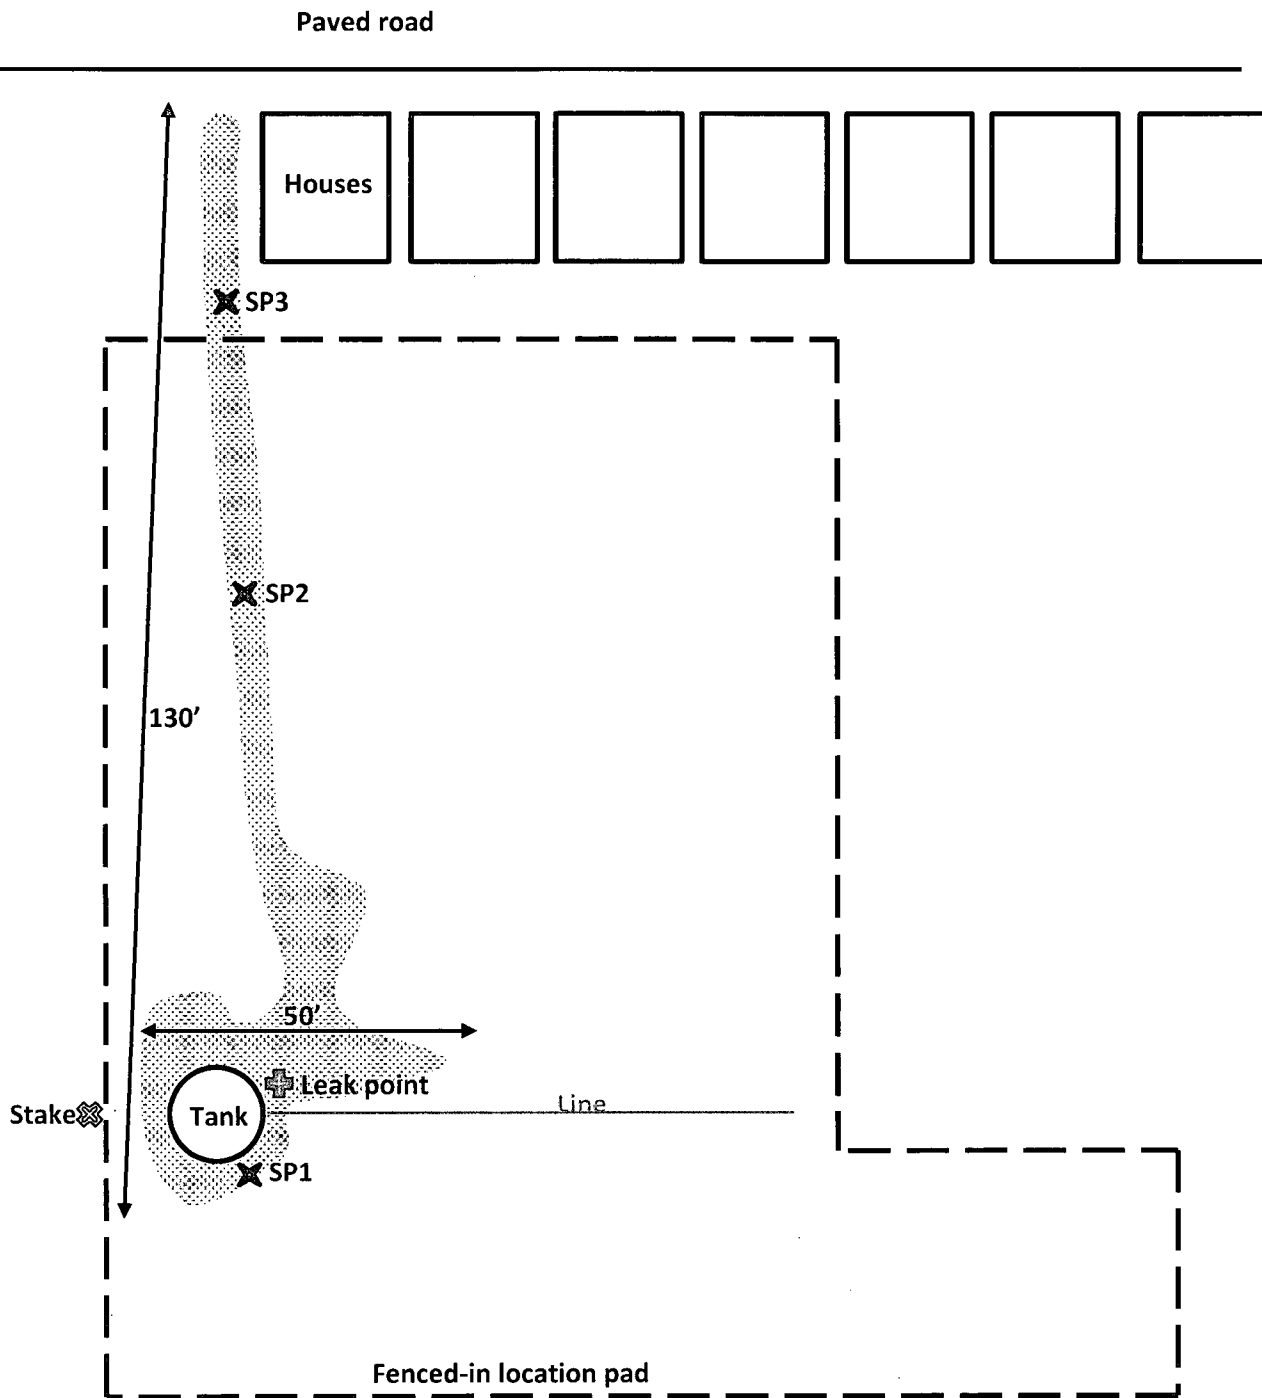 Paved road
Houses
SP3
SP2
130’
50’
Leak point
Line
Stake
Tank
SP1
Fenced-in location pad